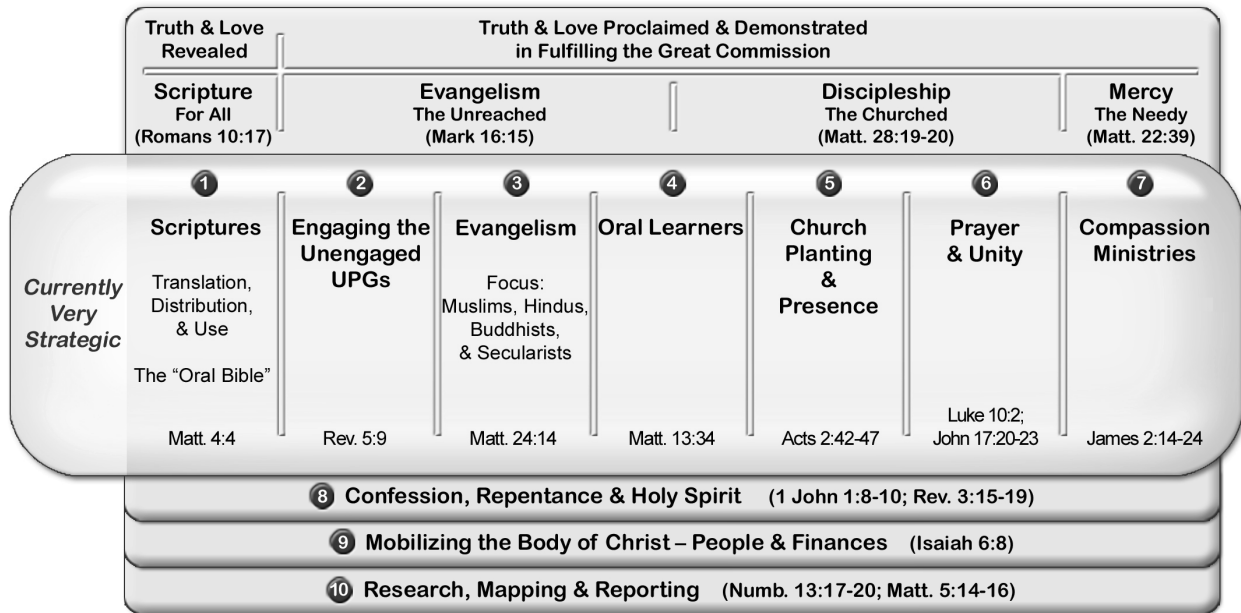 Truth & Love
Revealed
Truth & Love Proclaimed & Demonstrated
in Fulfilling the Great Commission
Scripture
For All
(Romans 10:17)
Evangelism
The Unreached
(Mark 16:15)
Discipleship
The Churched
(Matt. 28:19-20)
Mercy
The Needy
(Matt. 22:39)
Currently
Very
Strategic
1
Scriptures
Translation,
Distribution,
& Use
The “Oral Bible”
Matt. 4:4
2
Engaging the
Unengaged
UPGs
Rev. 5:9
3
Evangelism
Focus:
Muslims, Hindus,
Buddhists,
& Secularists
Matt. 24:14
4
Oral Learners
Matt. 13:34
5
Church
Planting
&
Presence
Acts 2:42-47
6
Prayer
& Unity
Luke 10:2;
John 17:20-23
7
Compassion
Ministries
James 2:14-24
8 Confession, Repentance & Holy Spirit (1 John 1:8-10; Rev. 3:15-19)
9 Mobilizing the Body of Christ – People & Finances (Isaiah 6:8)
10 Research, Mapping & Reporting (Numb. 13:17-20; Matt. 5:14-16)